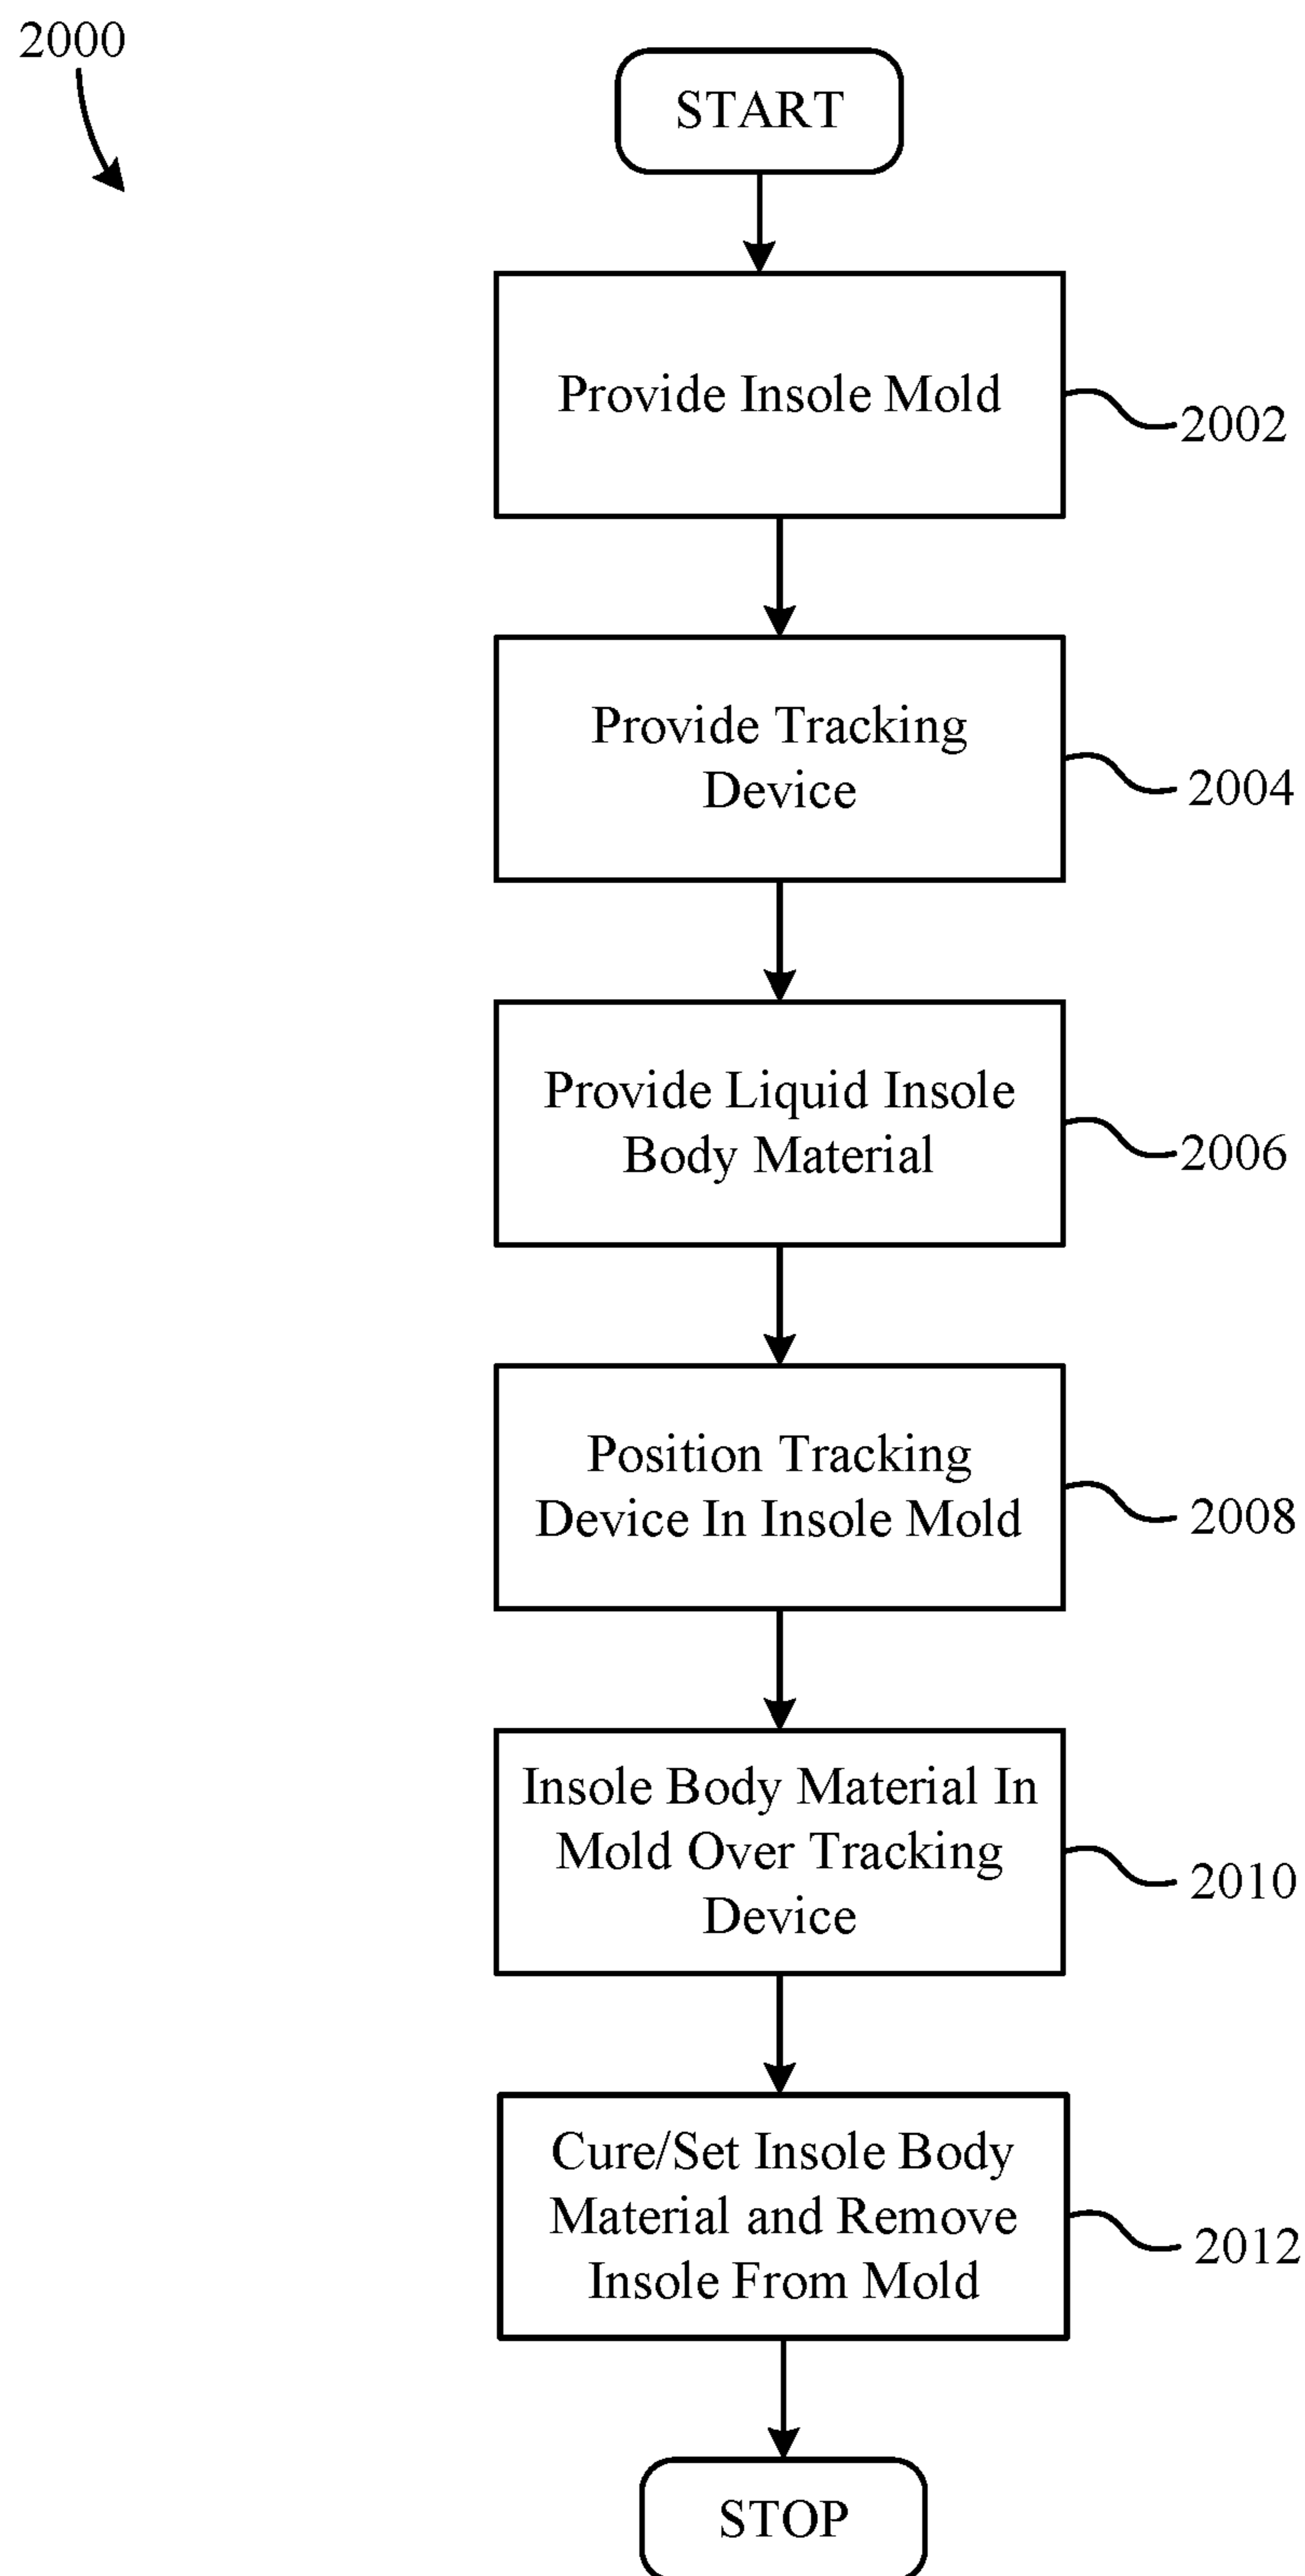 2000
START
Provide Insole Mold
2002
Provide Tracking
Device
2004
Provide Liquid Insole
Body Material
2006
Position Tracking
Device In Insole Mold
2008
Insole Body Material In
Mold Over Tracking
Device
2010
Cure/Set Insole Body
Material and Remove
Insole From Mold
2012
STOP